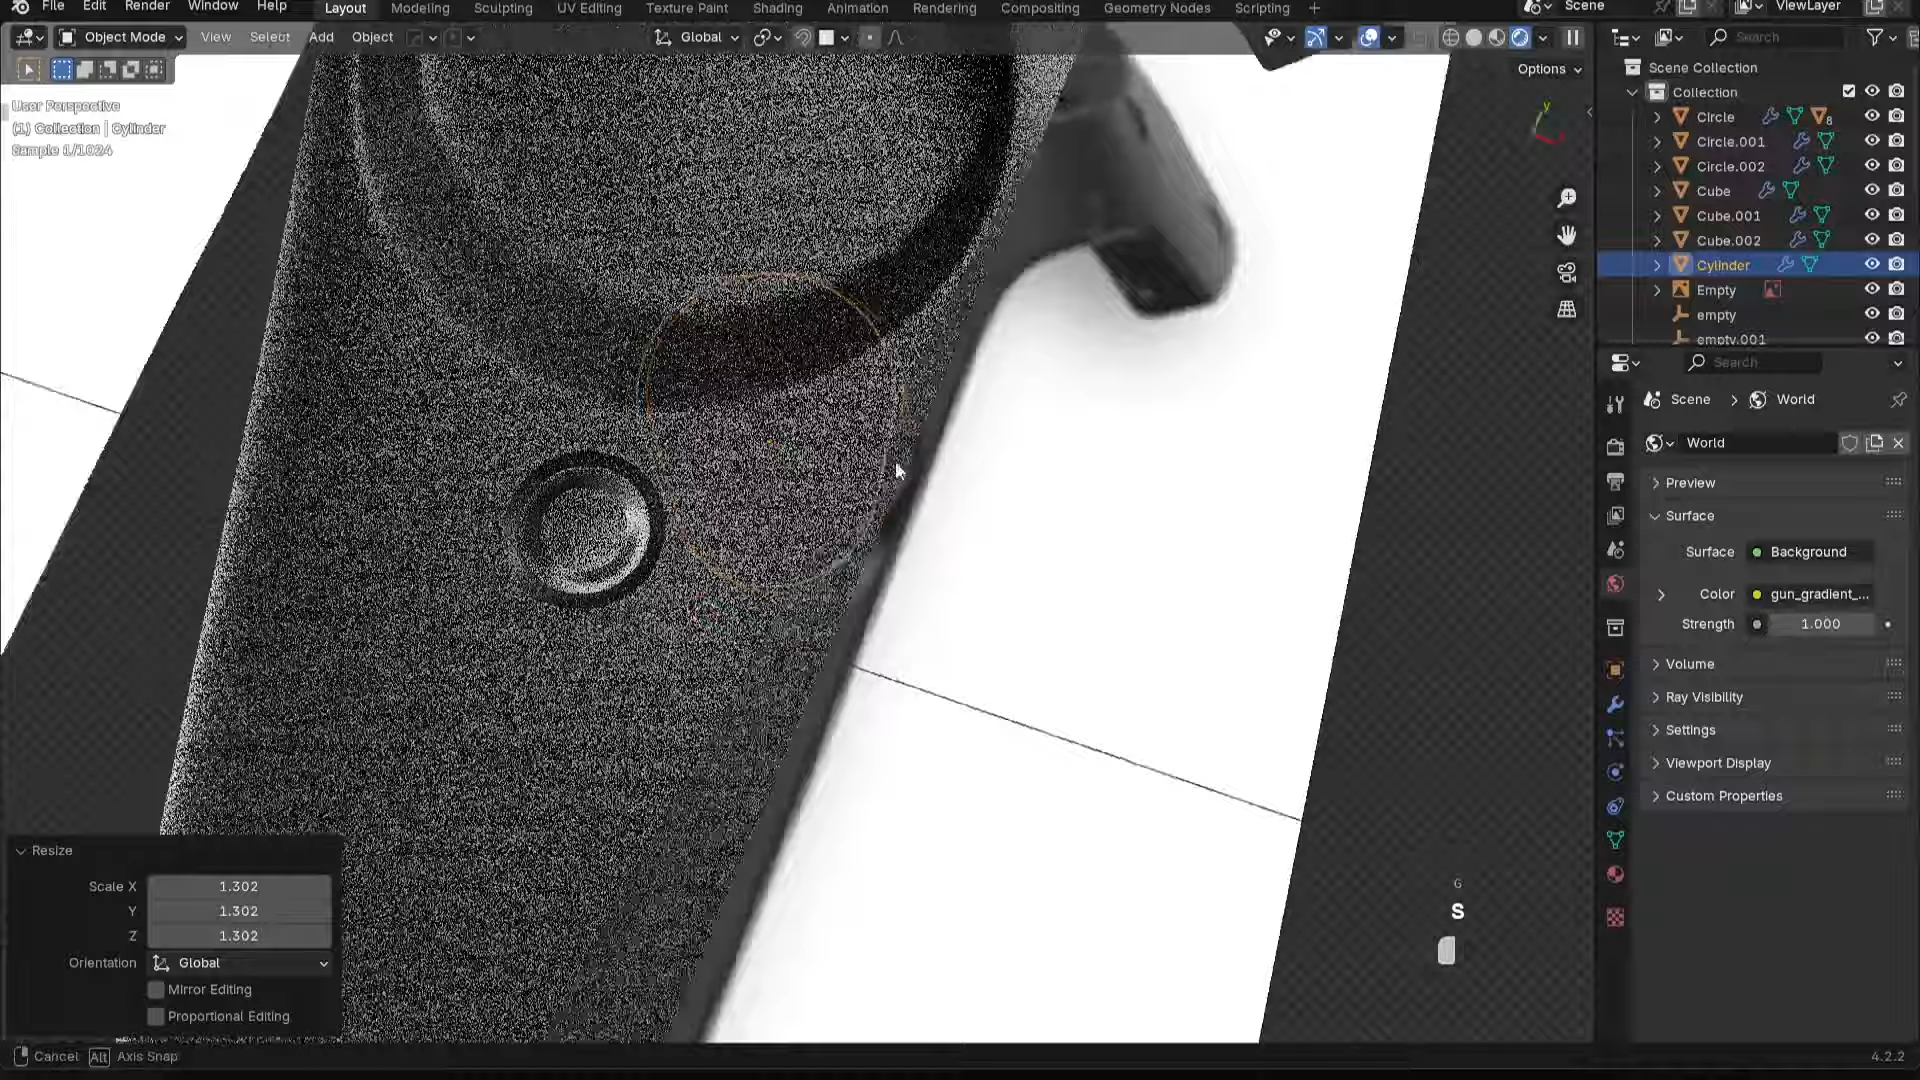 File Edit Render Window Help Layout Modeling Sculpting UV Editing Texture Paint Shading Animation Rendering Compositing Geometry Nodes Scripting + Scene ViewLayer
Object Mode View Select Add Object Global Search
Options
User Perspective
(1) Collection | Cylinder
Sample 1/1024
Y
Scene Collection
Collection
Circle 8
Circle.001
Circle.002
Cube
Cube.001
Cube.002
Cylinder
Empty
empty
empty.001
Search
Scene > World
World
Preview
Surface
Surface Background
Color gun_gradient_...
Strength 1.000
Volume
Ray Visibility
Settings
Viewport Display
Custom Properties
Resize
Scale X 1.302
Y 1.302
Z 1.302
Orientation Global
Mirror Editing
Proportional Editing
G
S
Cancel Alt Axis Snap 4.2.2